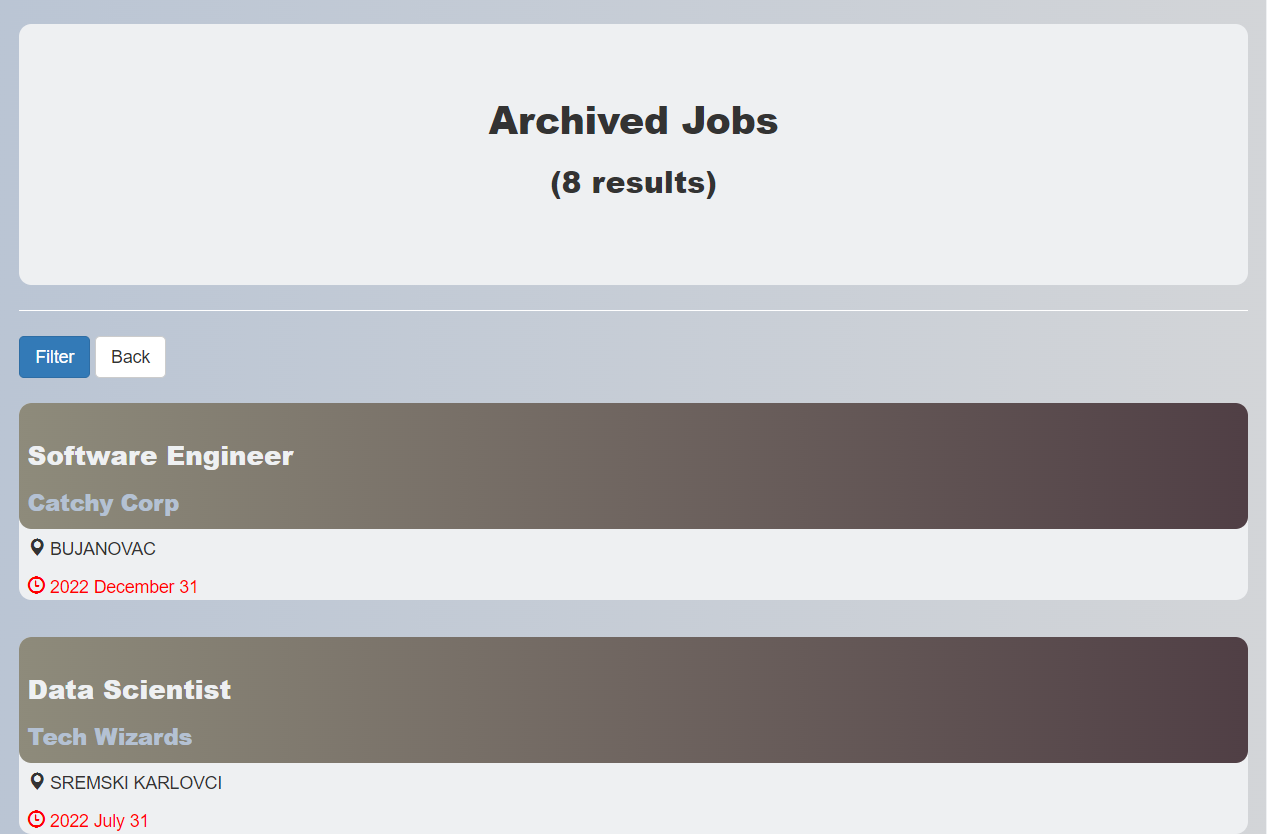 Archived Jobs
(8 results)
Filter Back
Software Engineer
Catchy Corp
BUJANOVAC
2022 December 31
Data Scientist
Tech Wizards
SREMSKI KARLOVCI
2022 July 31